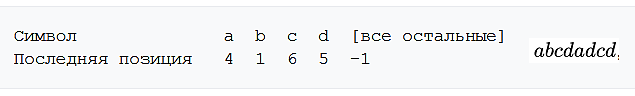 Символ a b c d [все остальные]
Последняя позиция 4 1 6 5 -1
abcdadcd,